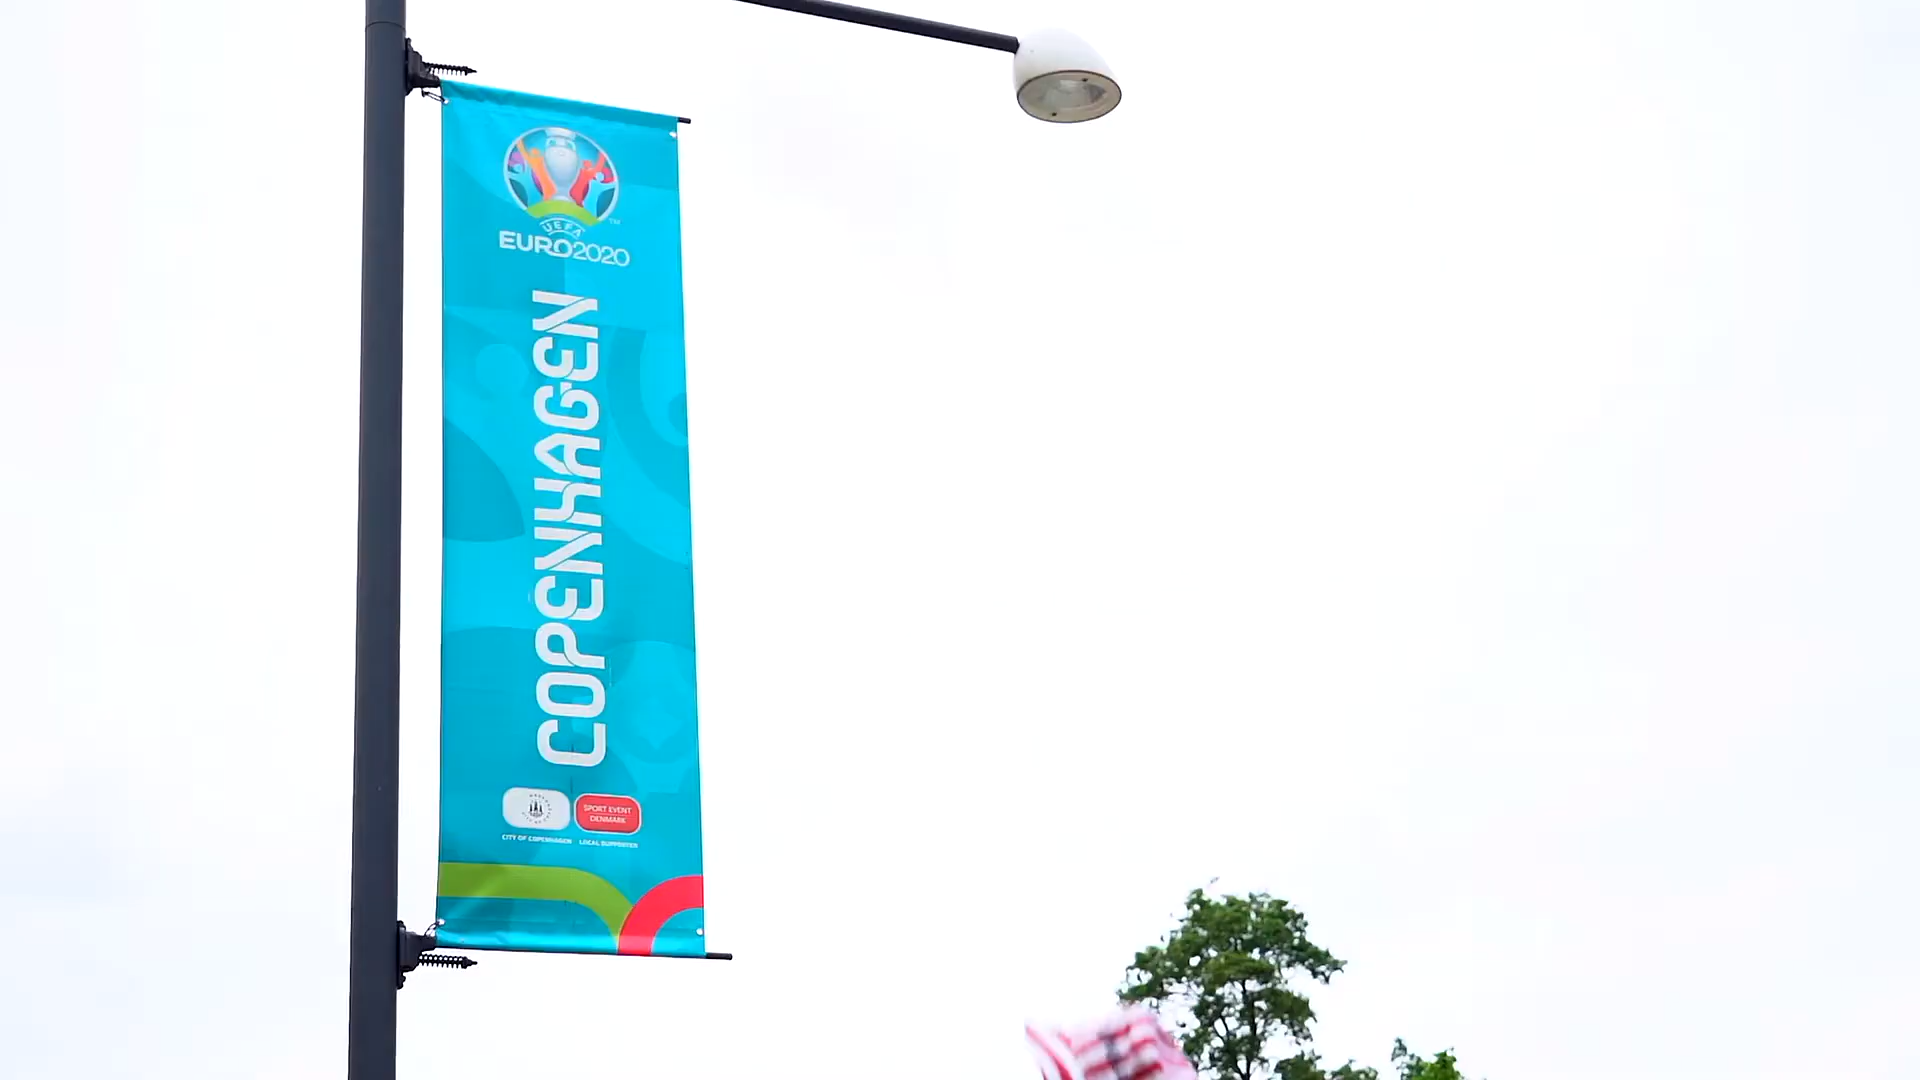 UEFA
EURO2020
COPENHAGEN
SPORT EVENT
DENMARK
CITY OF COPENHAGEN
LOCAL SUPPORTER